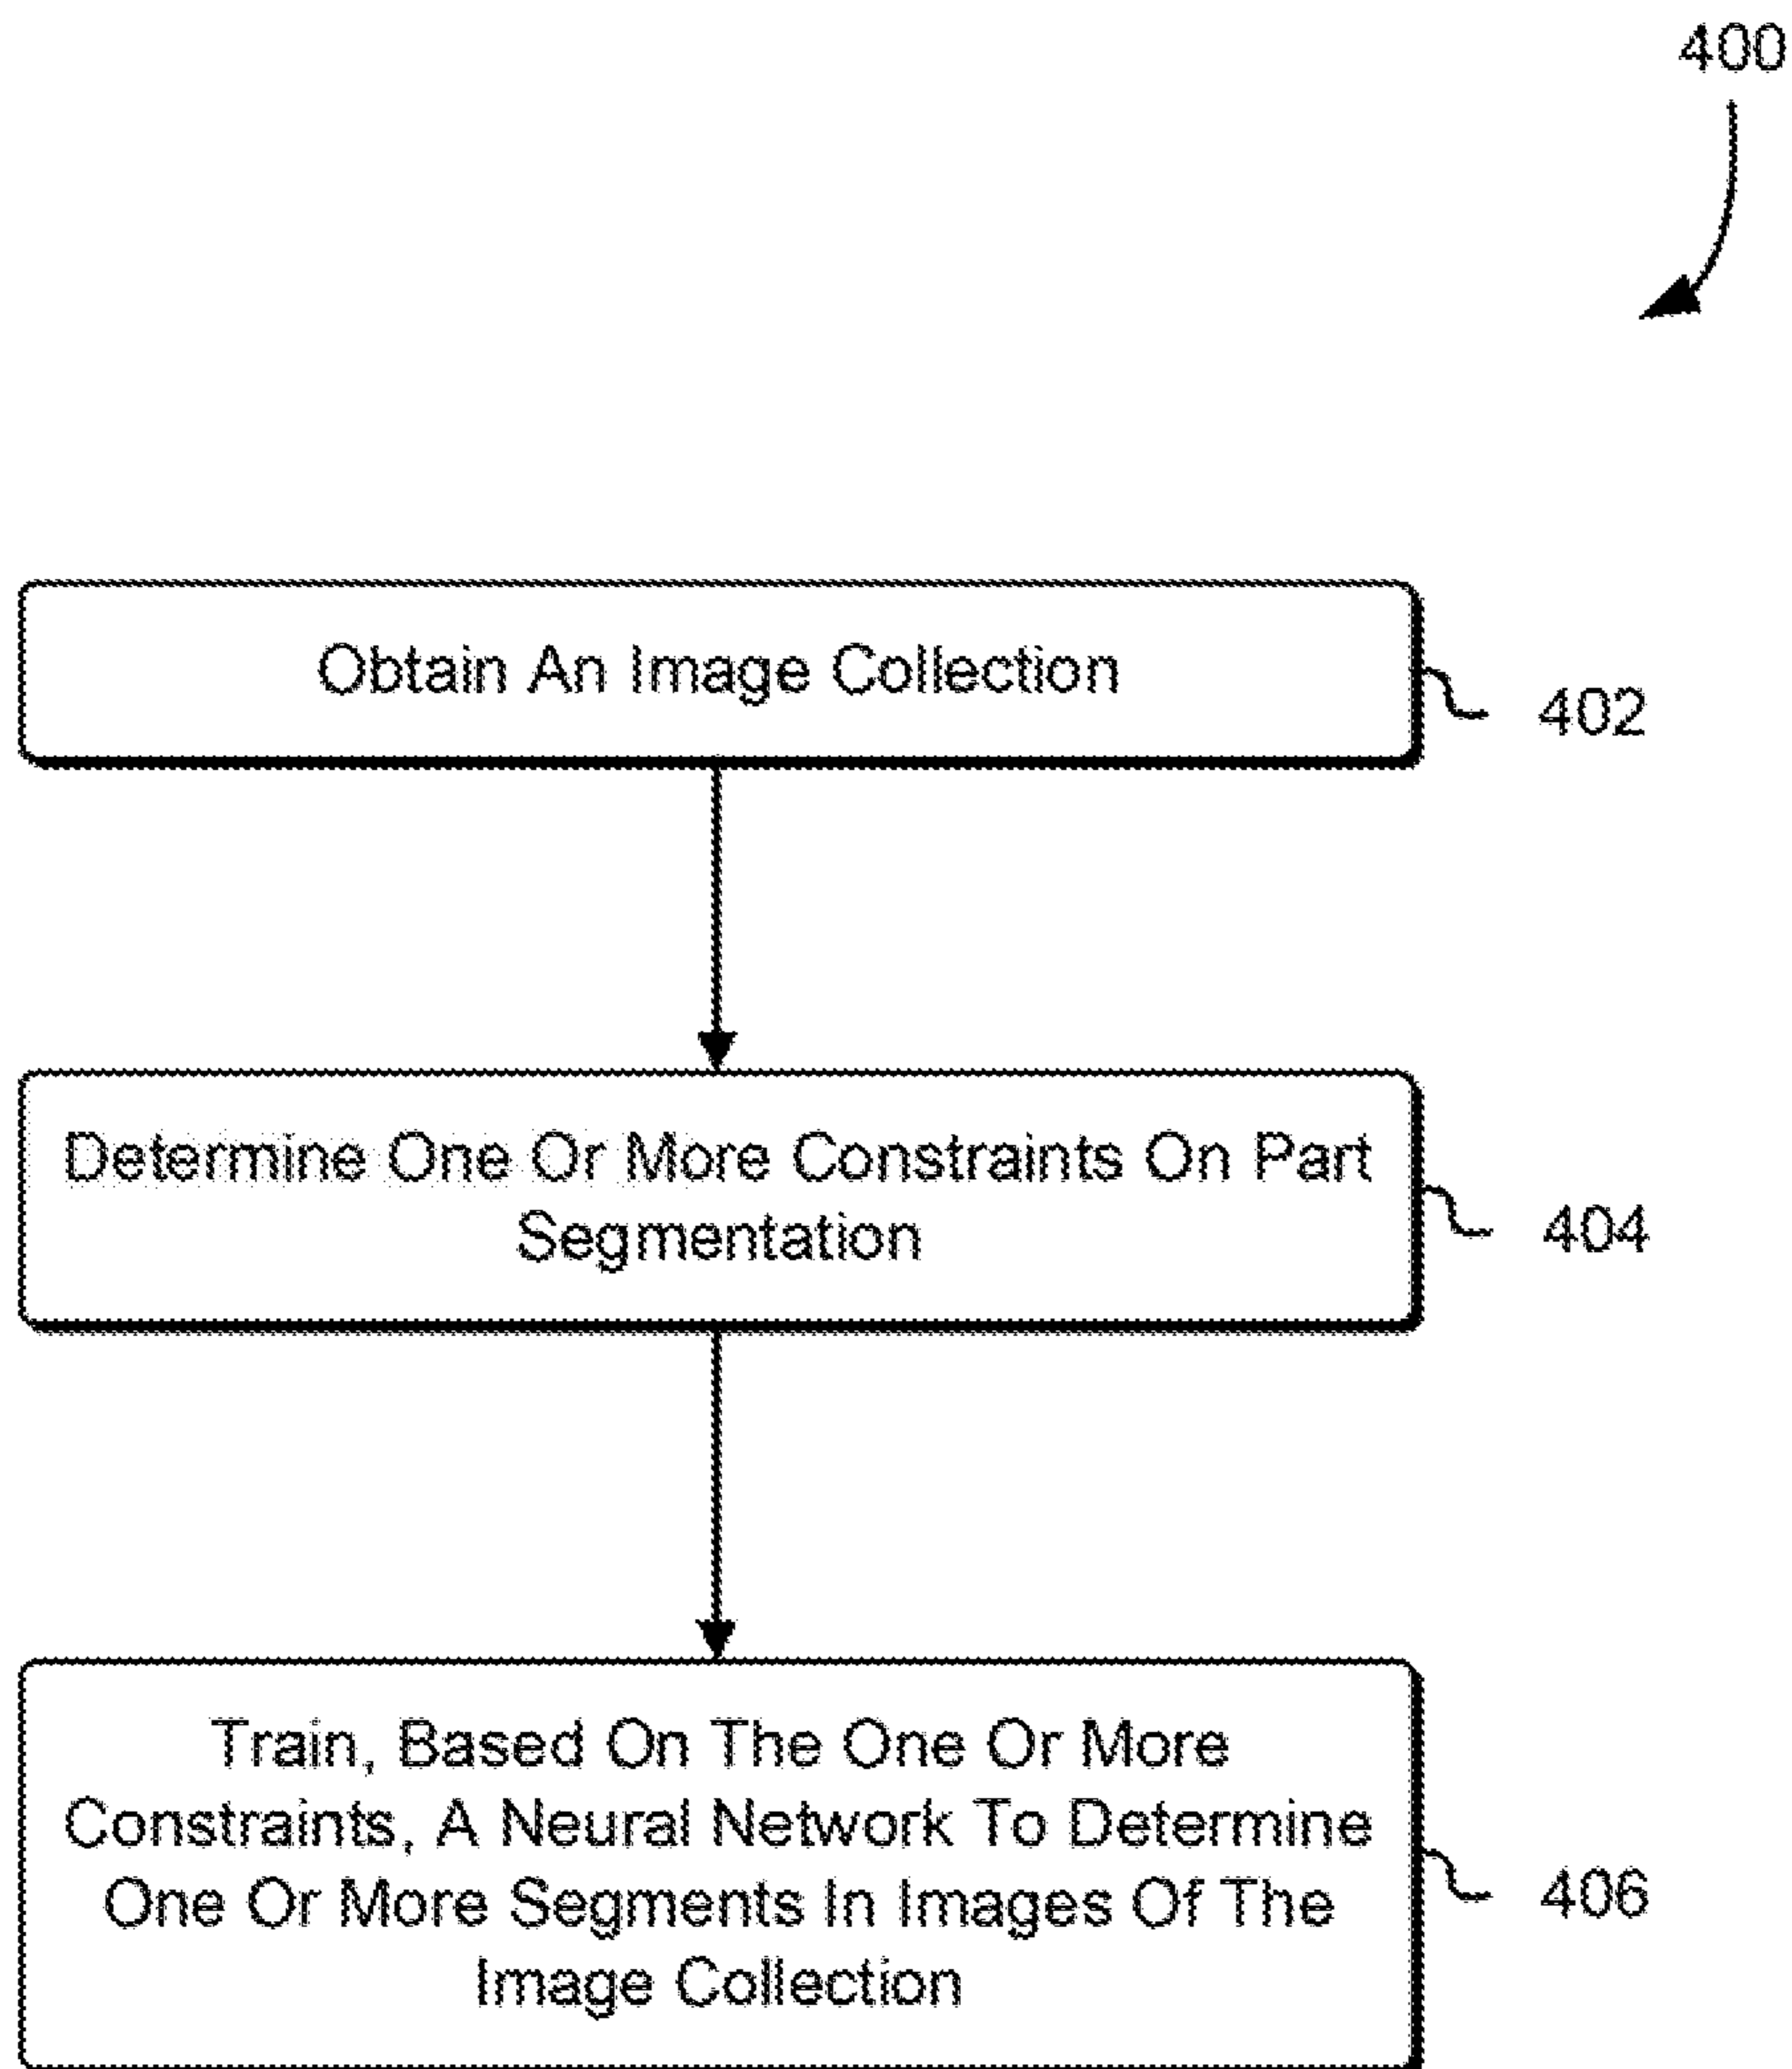 400
Obtain An Image Collection
402
Determine One Or More Constraints On Part
Segmentation
404
Train, Based On The One Or More
Constraints, A Neural Network To Determine
One Or More Segments In Images Of The
Image Collection
406